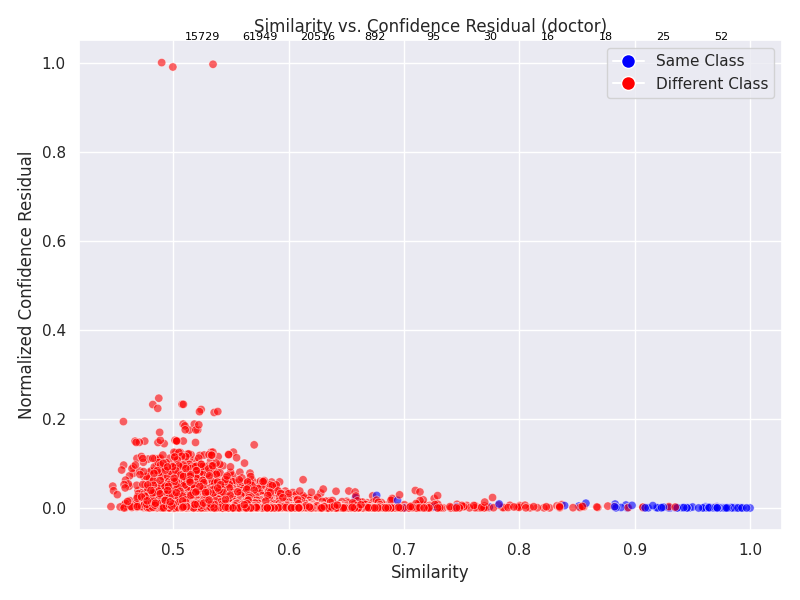 Similarity vs. Confidence Residual (doctor)
15729 61949 20516 892 95 30 16 18 25 52
Same Class
Different Class
Normalized Confidence Residual
1.0
0.8
0.6
0.4
0.2
0.0
0.5 0.6 0.7 0.8 0.9 1.0
Similarity